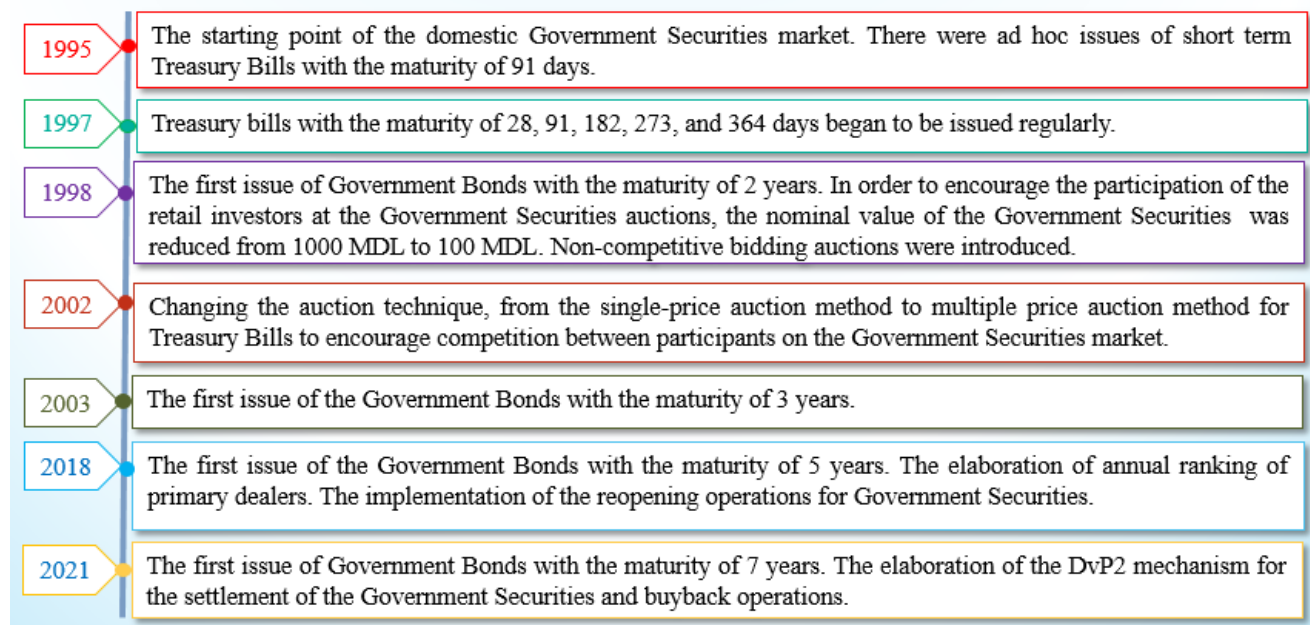 1995
The starting point of the domestic Government Securities market. There were ad hoc issues of short term
Treasury Bills with the maturity of 91 days.
1997
Treasury bills with the maturity of 28, 91, 182, 273, and 364 days began to be issued regularly.
1998
The first issue of Government Bonds with the maturity of 2 years. In order to encourage the participation of the
retail investors at the Government Securities auctions, the nominal value of the Government Securities was
reduced from 1000 MDL to 100 MDL. Non-competitive bidding auctions were introduced.
2002
Changing the auction technique, from the single-price auction method to multiple price auction method for
Treasury Bills to encourage competition between participants on the Government Securities market.
2003
The first issue of the Government Bonds with the maturity of 3 years.
2018
The first issue of the Government Bonds with the maturity of 5 years. The elaboration of annual ranking of
primary dealers. The implementation of the reopening operations for Government Securities.
2021
The first issue of Government Bonds with the maturity of 7 years. The elaboration of the DvP2 mechanism for
the settlement of the Government Securities and buyback operations.